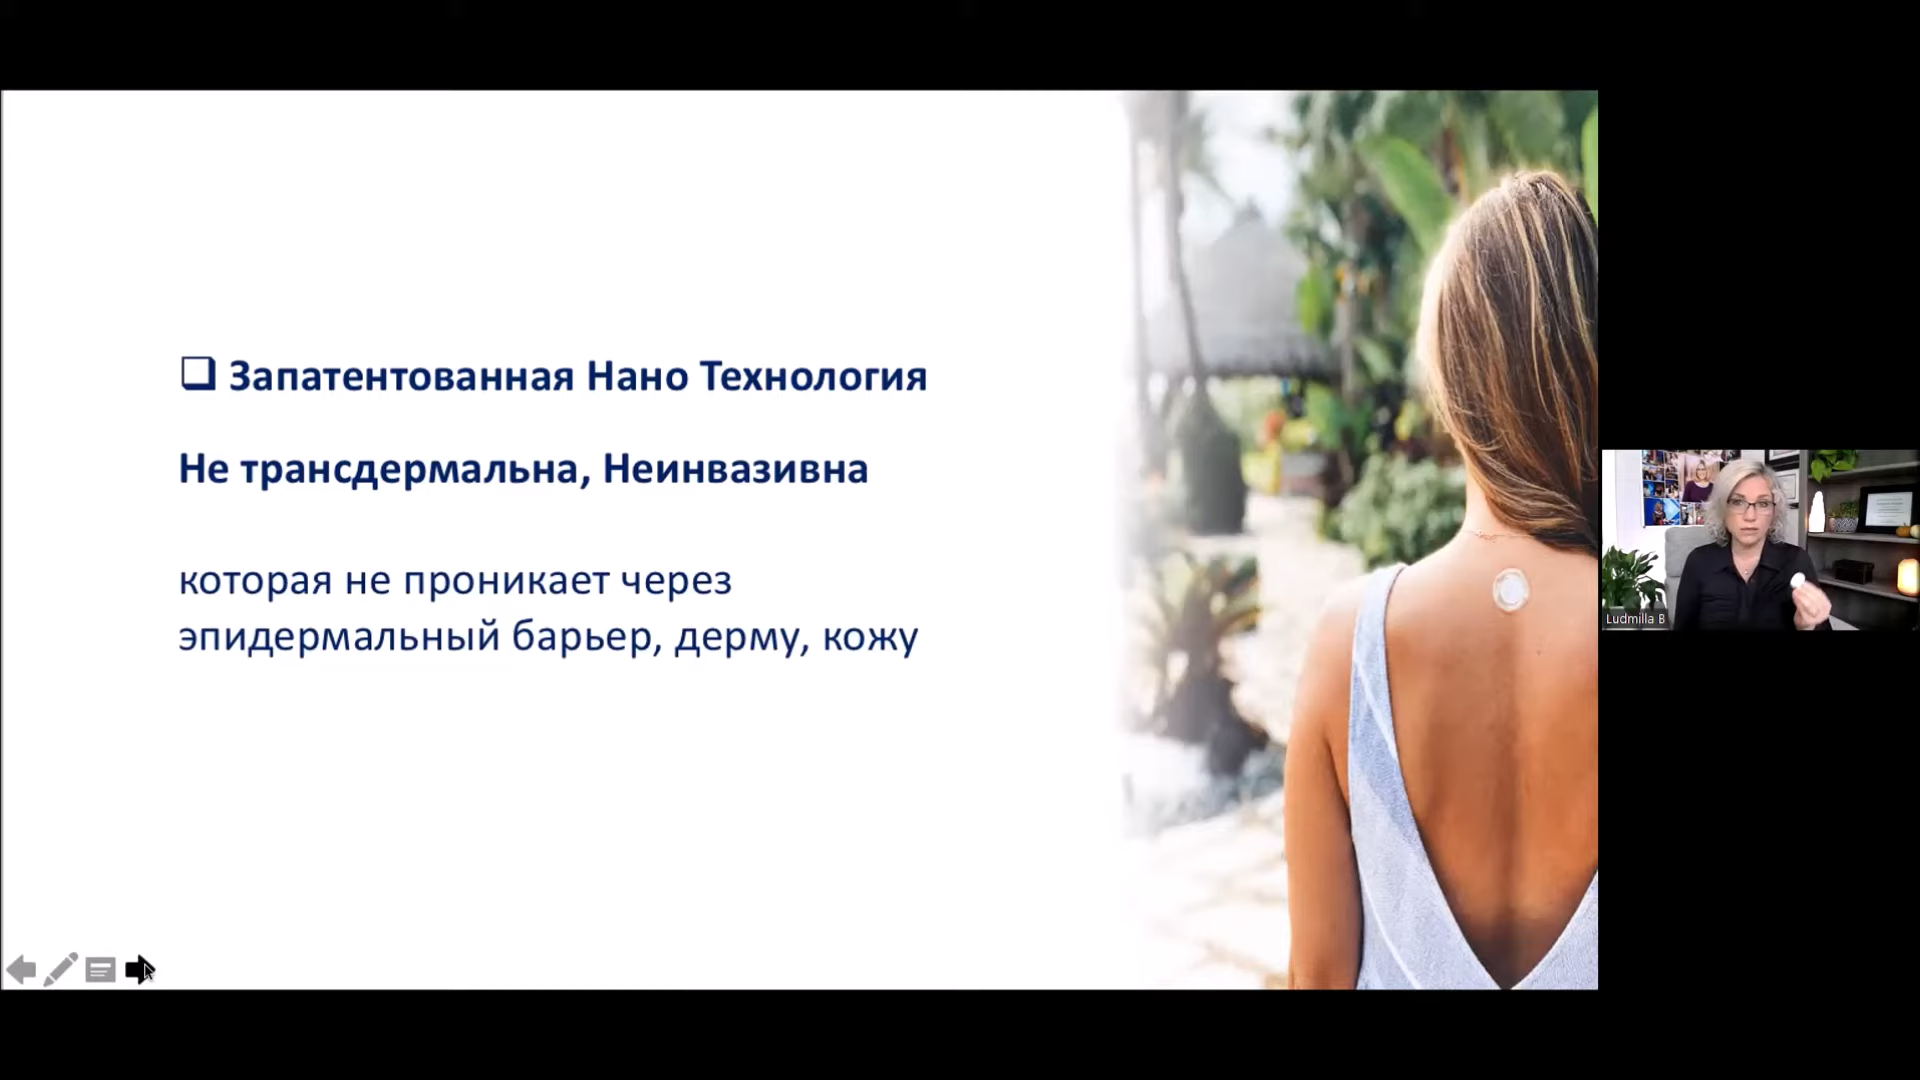 ❑ Запатентованная Нано Технология
Не трансдермальна, Неинвазивна
которая не проникает через
эпидермальный барьер, дерму, кожу
Ludmilla B